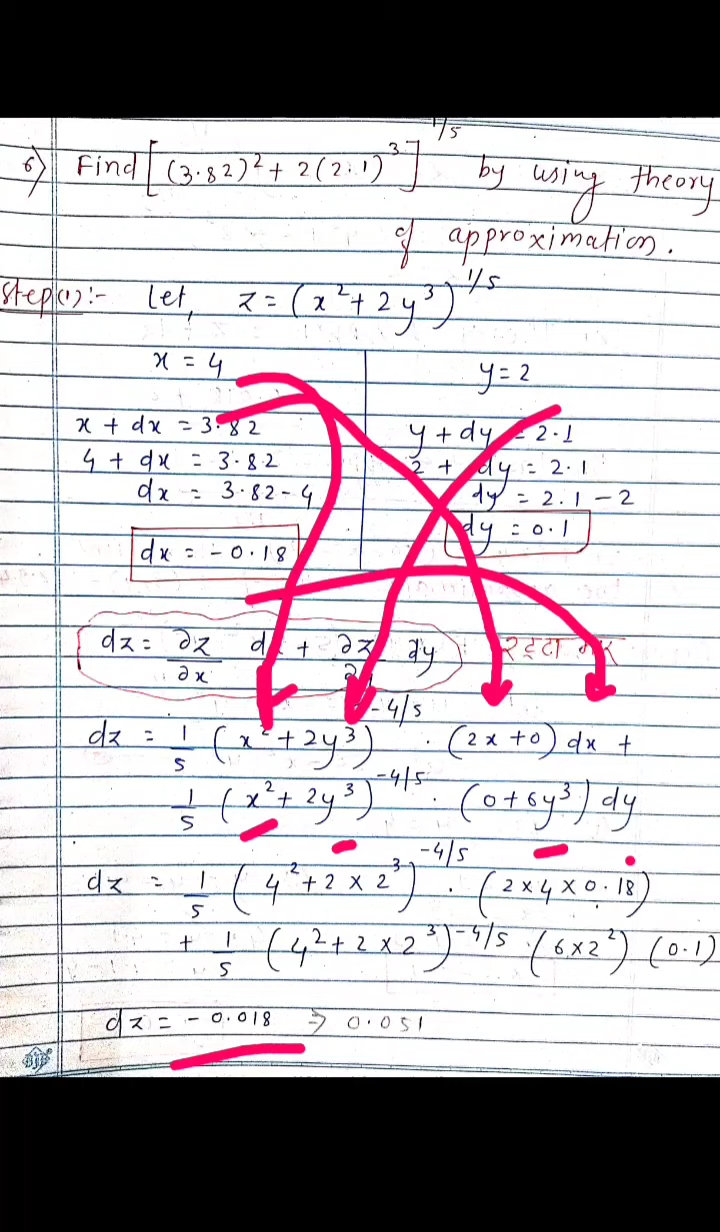 6) Find [(3.82)² + 2(2.1)³]^1/5 by using theory
of approximation.
Step(1):- Let, z = (x² + 2y³)^1/5
x = 4
y = 2
x + dx = 3.82
y + dy = 2.1
4 + dx = 3.82
2 + dy = 2.1
dx = 3.82 - 4
dy = 2.1 - 2
dx = - 0.18
dy = 0.1
dz = ∂z/∂x dx + ∂z/∂y dy
dz = 1/5 (x² + 2y³)^-4/5 . (2x + 0) dx +
1/5 (x² + 2y³)^-4/5 . (0 + 6y³) dy
dz = 1/5 (4² + 2 × 2³)^-4/5 . (2 × 4 × 0.18)
+ 1/5 (4² + 2 × 2³)^-4/5 . (6×2²) (0.1)
dz = - 0.018 ⇒ 0.051